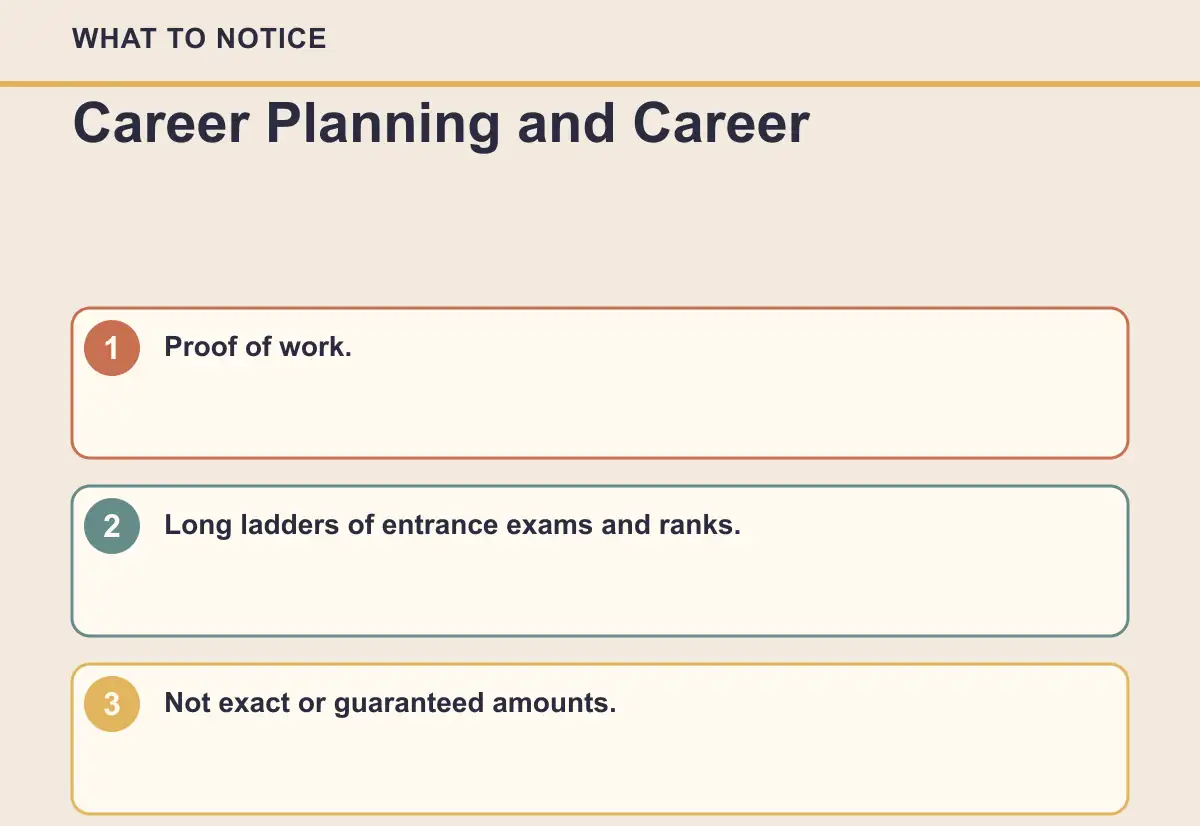 WHAT TO NOTICE
Career Planning and Career
1 Proof of work.
2 Long ladders of entrance exams and ranks.
3 Not exact or guaranteed amounts.